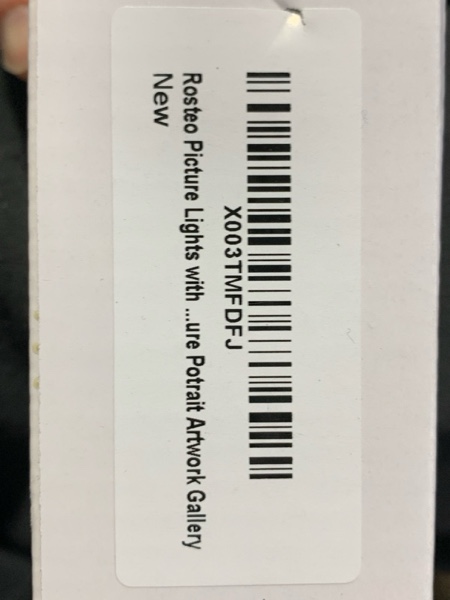 X003TMFDFJ
Rosteo Picture Lights with ...ure Potrait Artwork Gallery
New